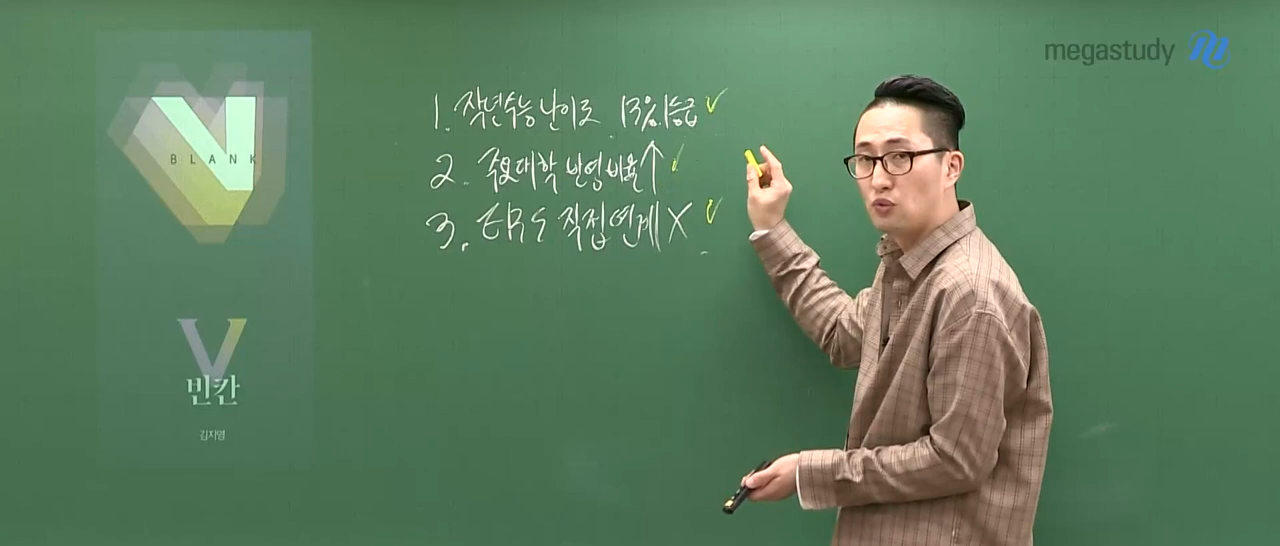 megastudy M
BLANK
V
빈칸
김지영
1. 작년수능 난이도 13%.1등급 ✓
2. 주요대학 반영비율↑ ✓
3. EBS 직접연계X ✓